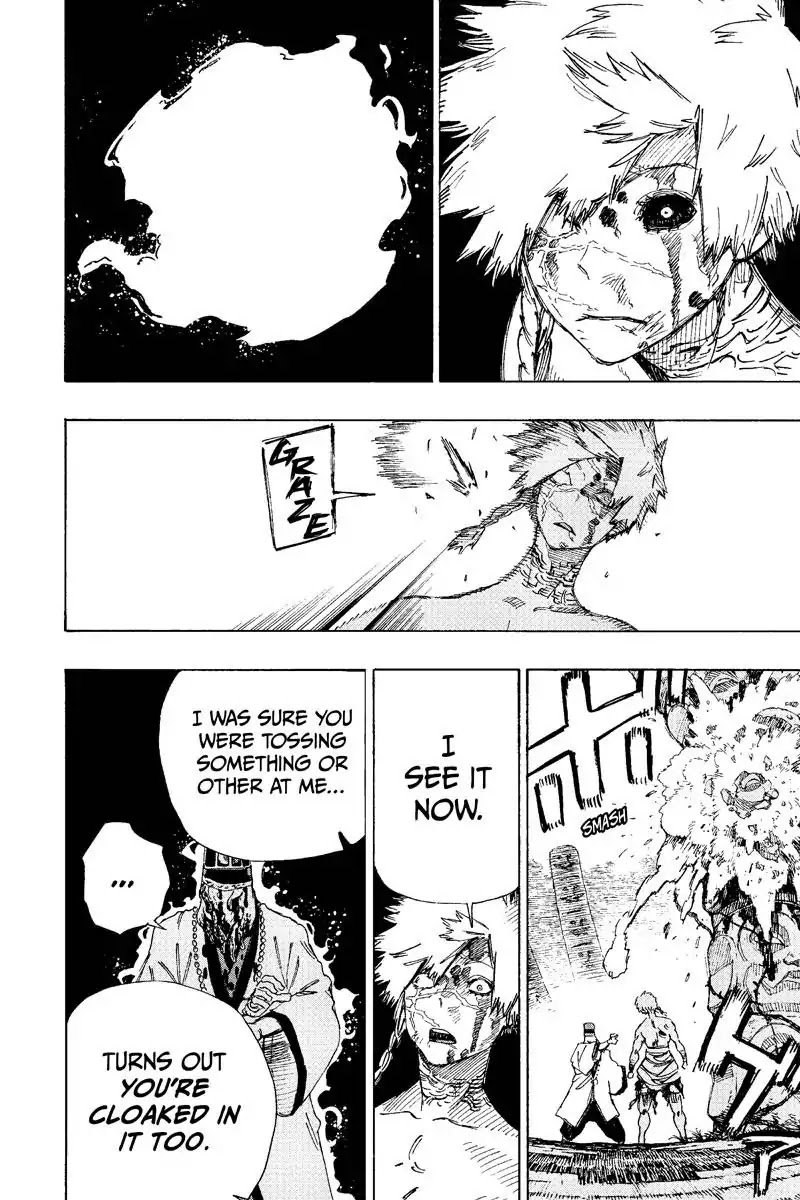 GRAZE
SMASH
I
SEE IT
NOW.
I WAS SURE YOU
WERE TOSSING
SOMETHING OR
OTHER AT ME...
...
TURNS OUT
YOU'RE
CLOAKED IN
IT TOO.